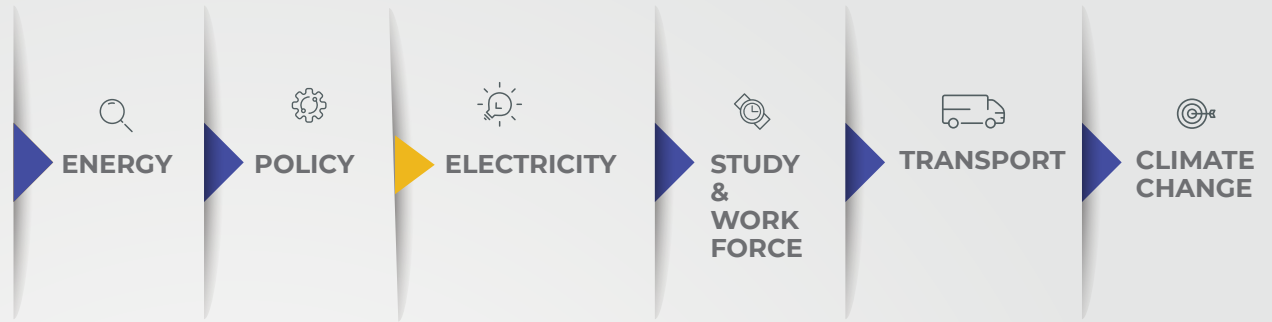 ENERGY
POLICY
ELECTRICITY
STUDY
&
WORK
FORCE
TRANSPORT
CLIMATE
CHANGE